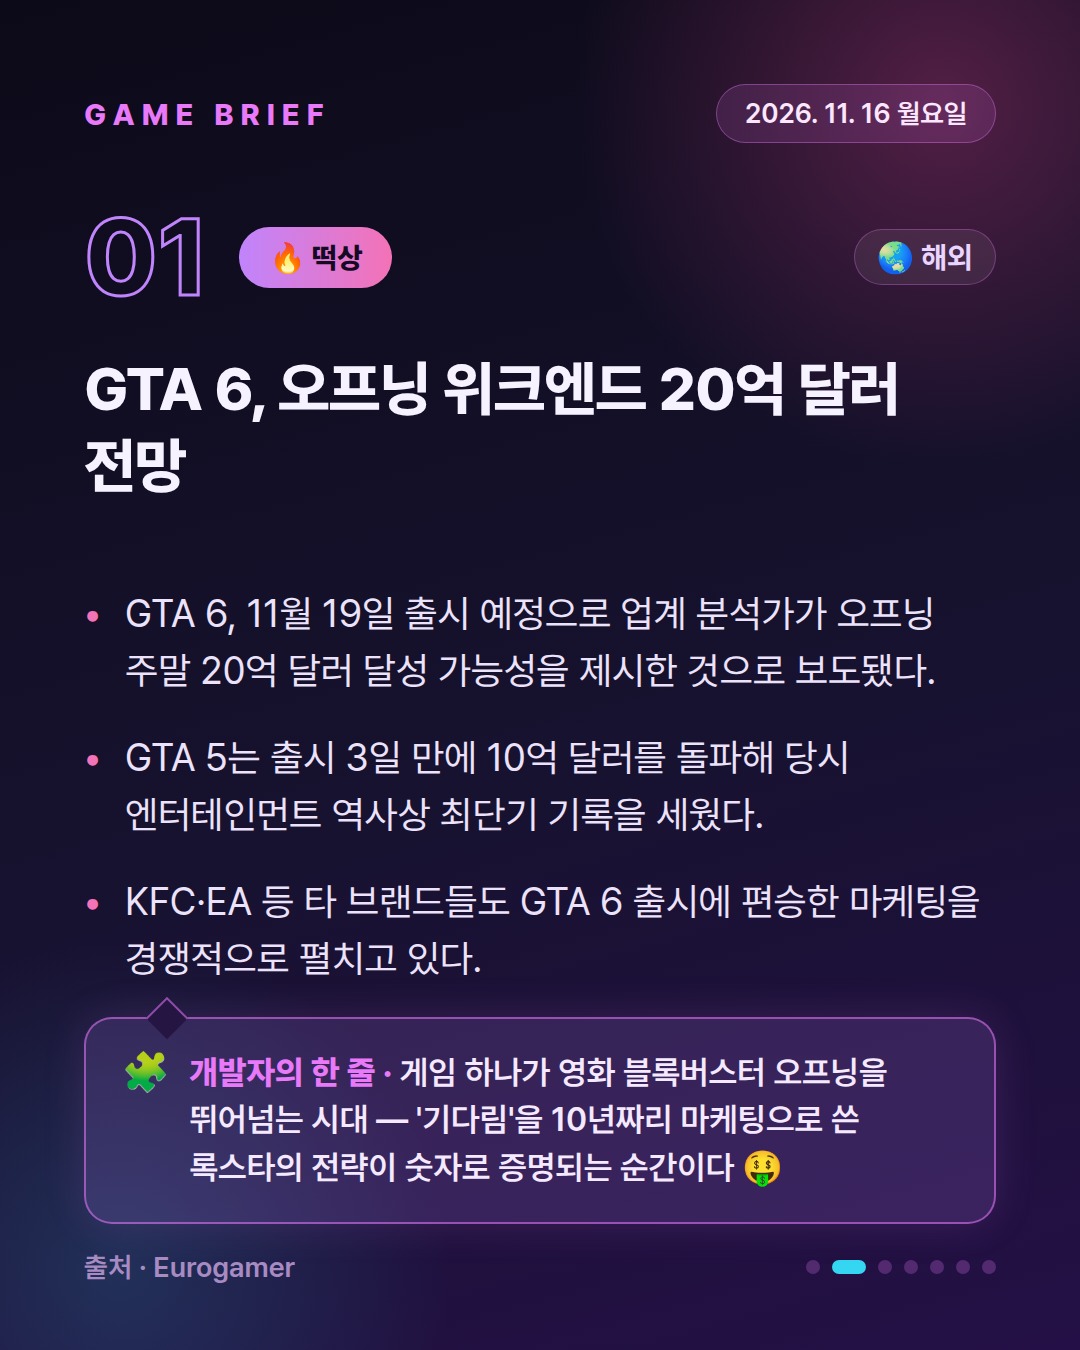 GAME BRIEF
2026. 11. 16 월요일
01
🔥 떡상
🌏 해외
GTA 6, 오프닝 위크엔드 20억 달러
전망
• GTA 6, 11월 19일 출시 예정으로 업계 분석가가 오프닝
주말 20억 달러 달성 가능성을 제시한 것으로 보도됐다.
• GTA 5는 출시 3일 만에 10억 달러를 돌파해 당시
엔터테인먼트 역사상 최단기 기록을 세웠다.
• KFC·EA 등 타 브랜드들도 GTA 6 출시에 편승한 마케팅을
경쟁적으로 펼치고 있다.
🧩 개발자의 한 줄 · 게임 하나가 영화 블록버스터 오프닝을
뛰어넘는 시대 — '기다림'을 10년짜리 마케팅으로 쓴
록스타의 전략이 숫자로 증명되는 순간이다 🤑
출처 · Eurogamer